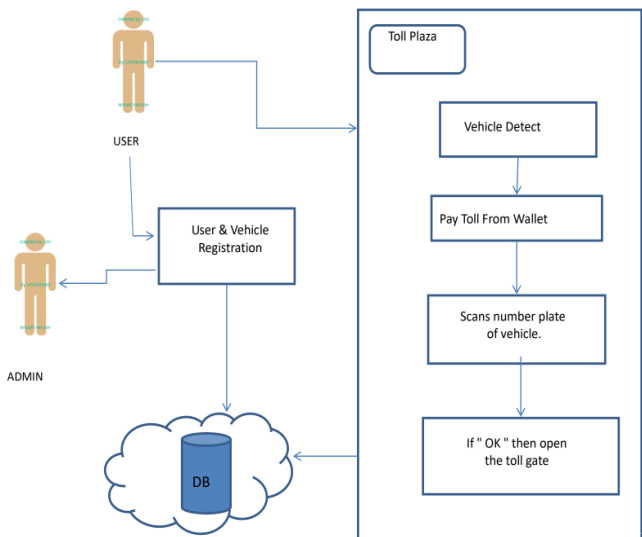 Toll Plaza
USER
Vehicle Detect
Pay Toll From Wallet
User & Vehicle
Registration
Scans number plate
of vehicle.
ADMIN
If " OK " then open
the toll gate
DB